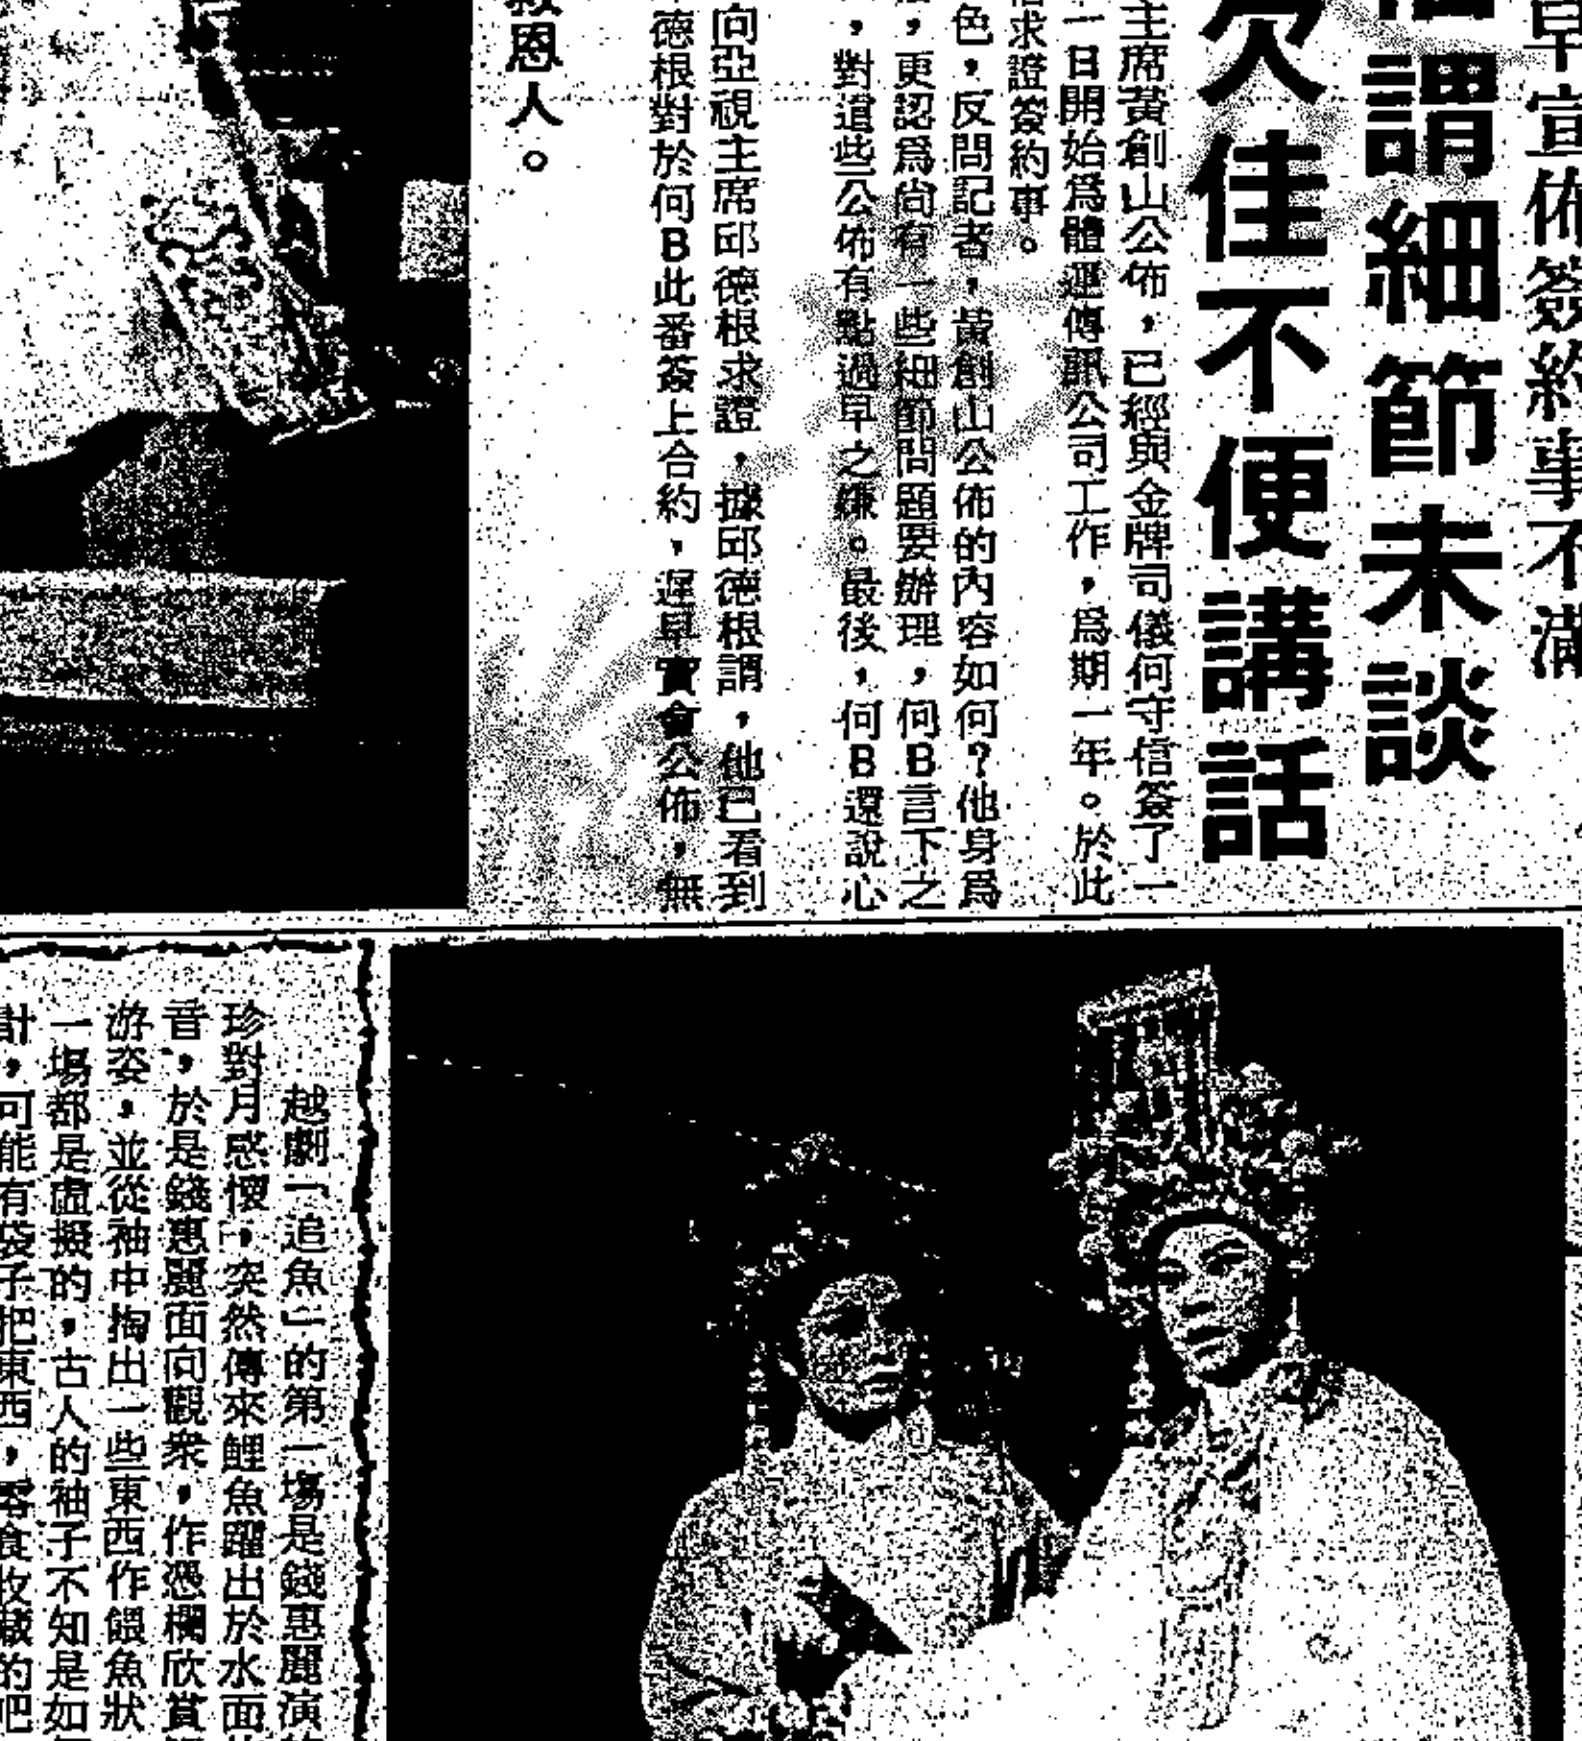 早宣佈簽約事不滿
謂細節未談
欠佳不便講話
主席黃創山公佈，已經與金牌司儀何守信簽了一
一日開始爲體運傳訊公司工作，爲期一年。於此
求證簽約事。
色，反問記者，黃創山公佈的內容如何？他身爲
，更認爲尚有一些細節問題要辦理，何B言下之
，對這些公佈有點過早之嫌。最後，何B還說心
向亞視主席邱德根求證，據邱德根謂，他已看到
德根對於何B此番簽上合約，遲早實會公佈，無
恩人。
越劇「追魚」的第一場是錢惠麗演
珍對月感懷，突然傳來鯉魚躍出於水面
音，於是錢惠麗面向觀衆，作憑欄欣賞
游姿，並從袖中掏出一些東西作餵魚狀
一場都是虛擬的，古人的袖子不知是如
計，可能有袋子把東西，零食收藏的吧